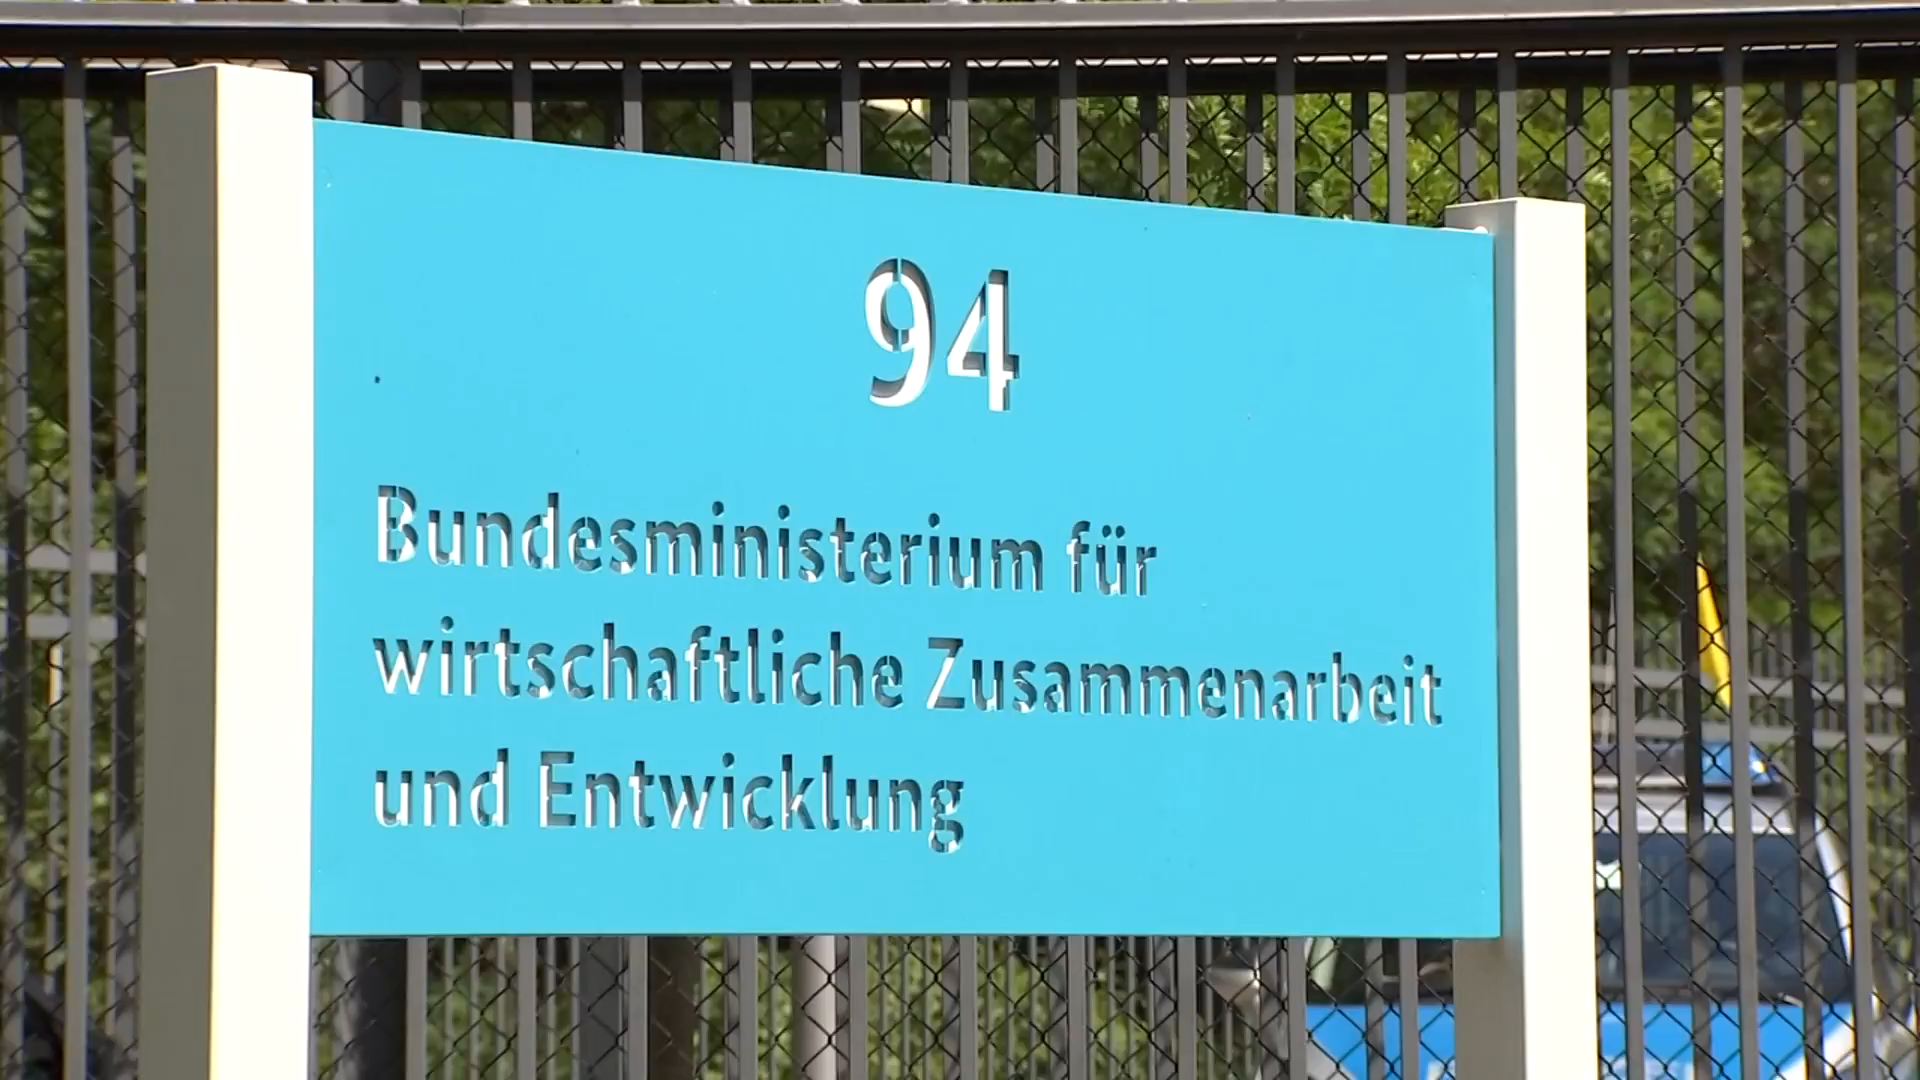 94
Bundesministerium für
wirtschaftliche Zusammenarbeit
und Entwicklung